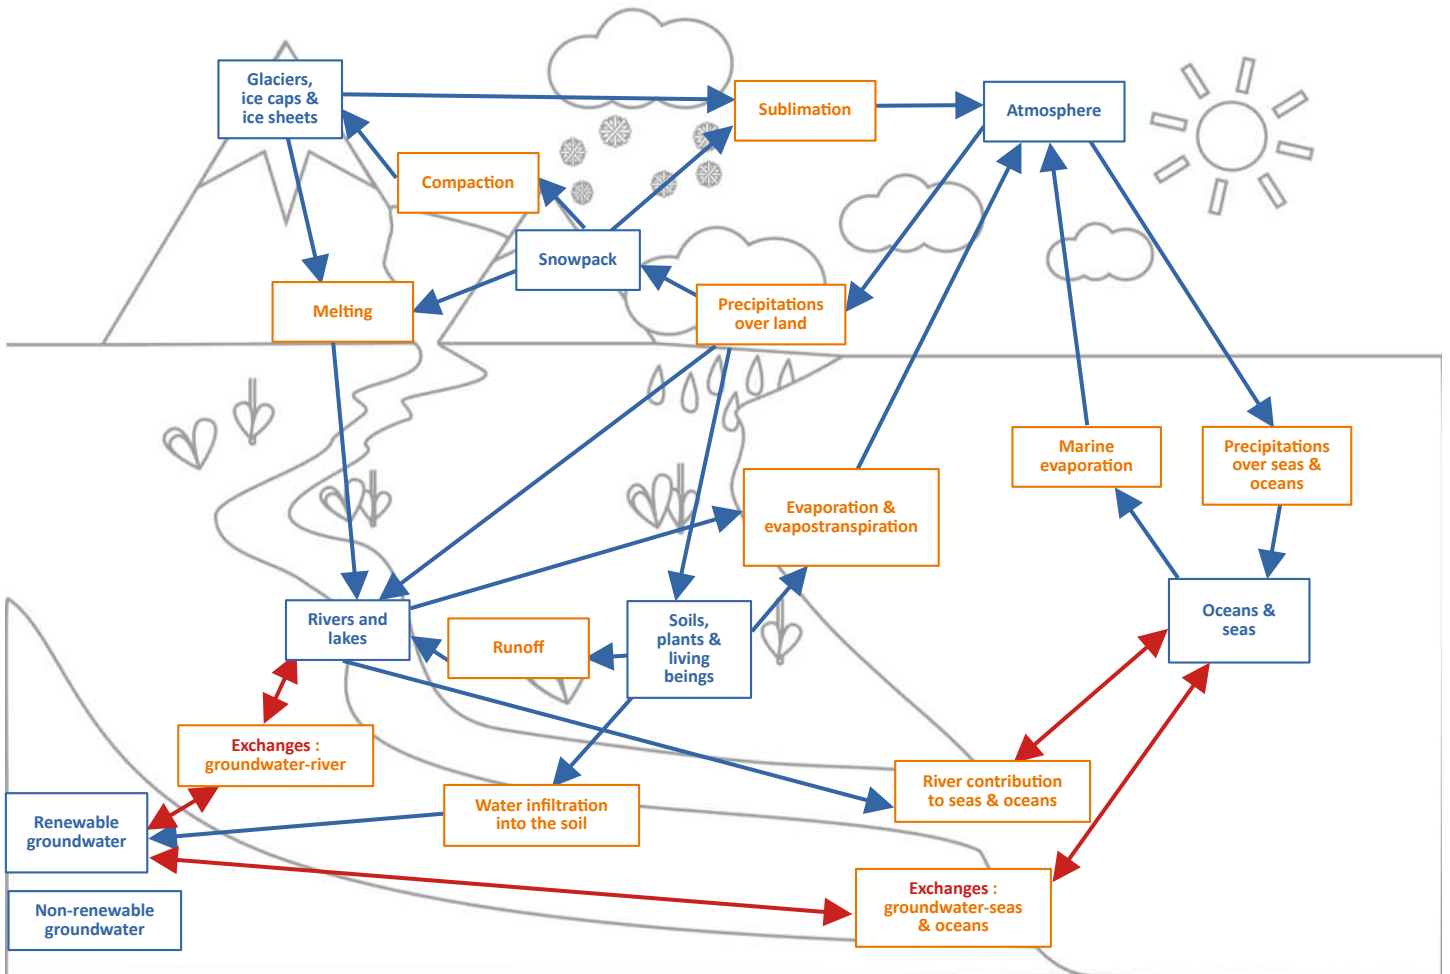 Glaciers,
ice caps &
ice sheets
Sublimation
Atmosphere
Compaction
Snowpack
Melting
Precipitations
over land
Marine
evaporation
Precipitations
over seas &
oceans
Evaporation &
evapostranspiration
Rivers and
lakes
Runoff
Soils,
plants &
living
beings
Oceans &
seas
Exchanges :
groundwater-river
River contribution
to seas & oceans
Water infiltration
into the soil
Renewable
groundwater
Exchanges :
groundwater-seas
& oceans
Non-renewable
groundwater